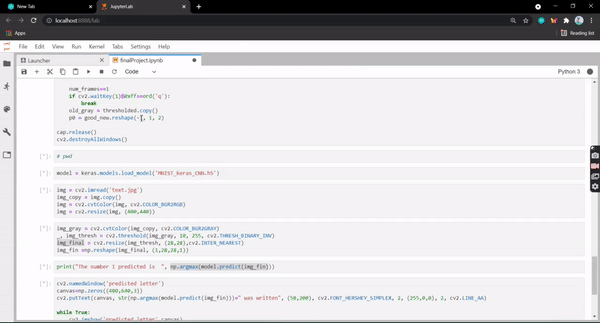 New Tab
JupyterLab
localhost:8888/lab
Apps
Reading list
File Edit View Run Kernel Tabs Settings Help
Launcher
finalProject.ipynb
Code
Python 3
num_frames+=1
if cv2.waitKey(1)&0xff==ord('q'):
break
old_gray = thresholded.copy()
p0 = good_new.reshape(-1, 1, 2)
cap.release()
cv2.destroyAllWindows()
[*]: # pwd
[*]: model = keras.models.load_model('MNIST_keras_CNN.h5')
[*]: img = cv2.imread('text.jpg')
img_copy = img.copy()
img = cv2.cvtColor(img, cv2.COLOR_BGR2RGB)
img = cv2.resize(img, (400,440))
[*]: img_gray = cv2.cvtColor(img_copy, cv2.COLOR_BGR2GRAY)
_, img_thresh = cv2.threshold(img_gray, 10, 255, cv2.THRESH_BINARY_INV)
img_final = cv2.resize(img_thresh, (28,28),cv2.INTER_NEAREST)
img_fin =np.reshape(img_final, (1,28,28,1))
[*]: print("The number I predicted is ", np.argmax(model.predict(img_fin)))
[*]: cv2.namedWindow('predicted letter')
canvas=np.zeros((480,640,3))
cv2.putText(canvas, str(np.argmax(model.predict(img_fin)))+" was written", (50,200), cv2.FONT_HERSHEY_SIMPLEX, 2, (255,0,0), 2, cv2.LINE_AA)
while True:
cv2.imshow('predicted letter',canvas)